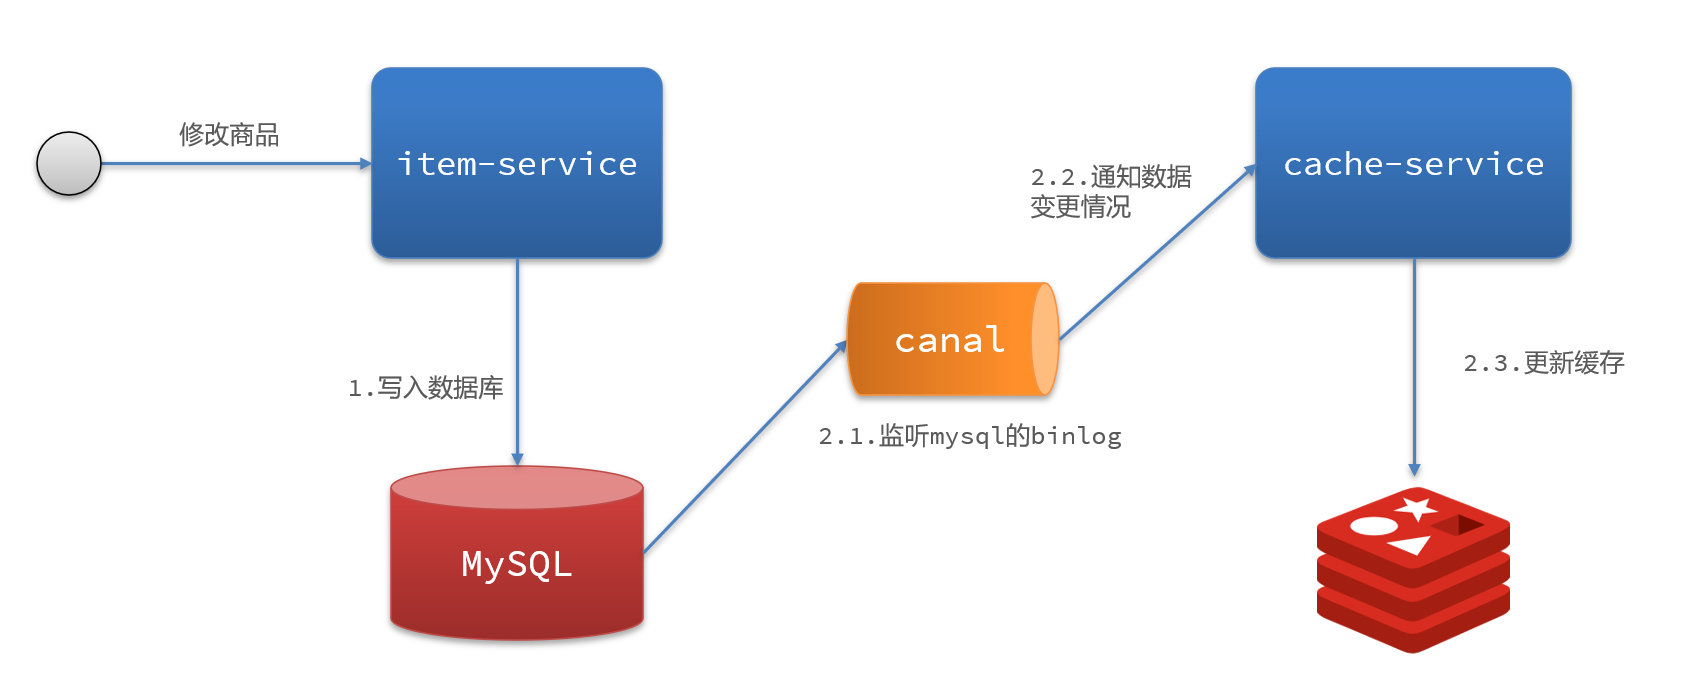 修改商品
item-service
cache-service
2.2.通知数据
变更情况
canal
1.写入数据库
2.3.更新缓存
2.1.监听mysql的binlog
MySQL